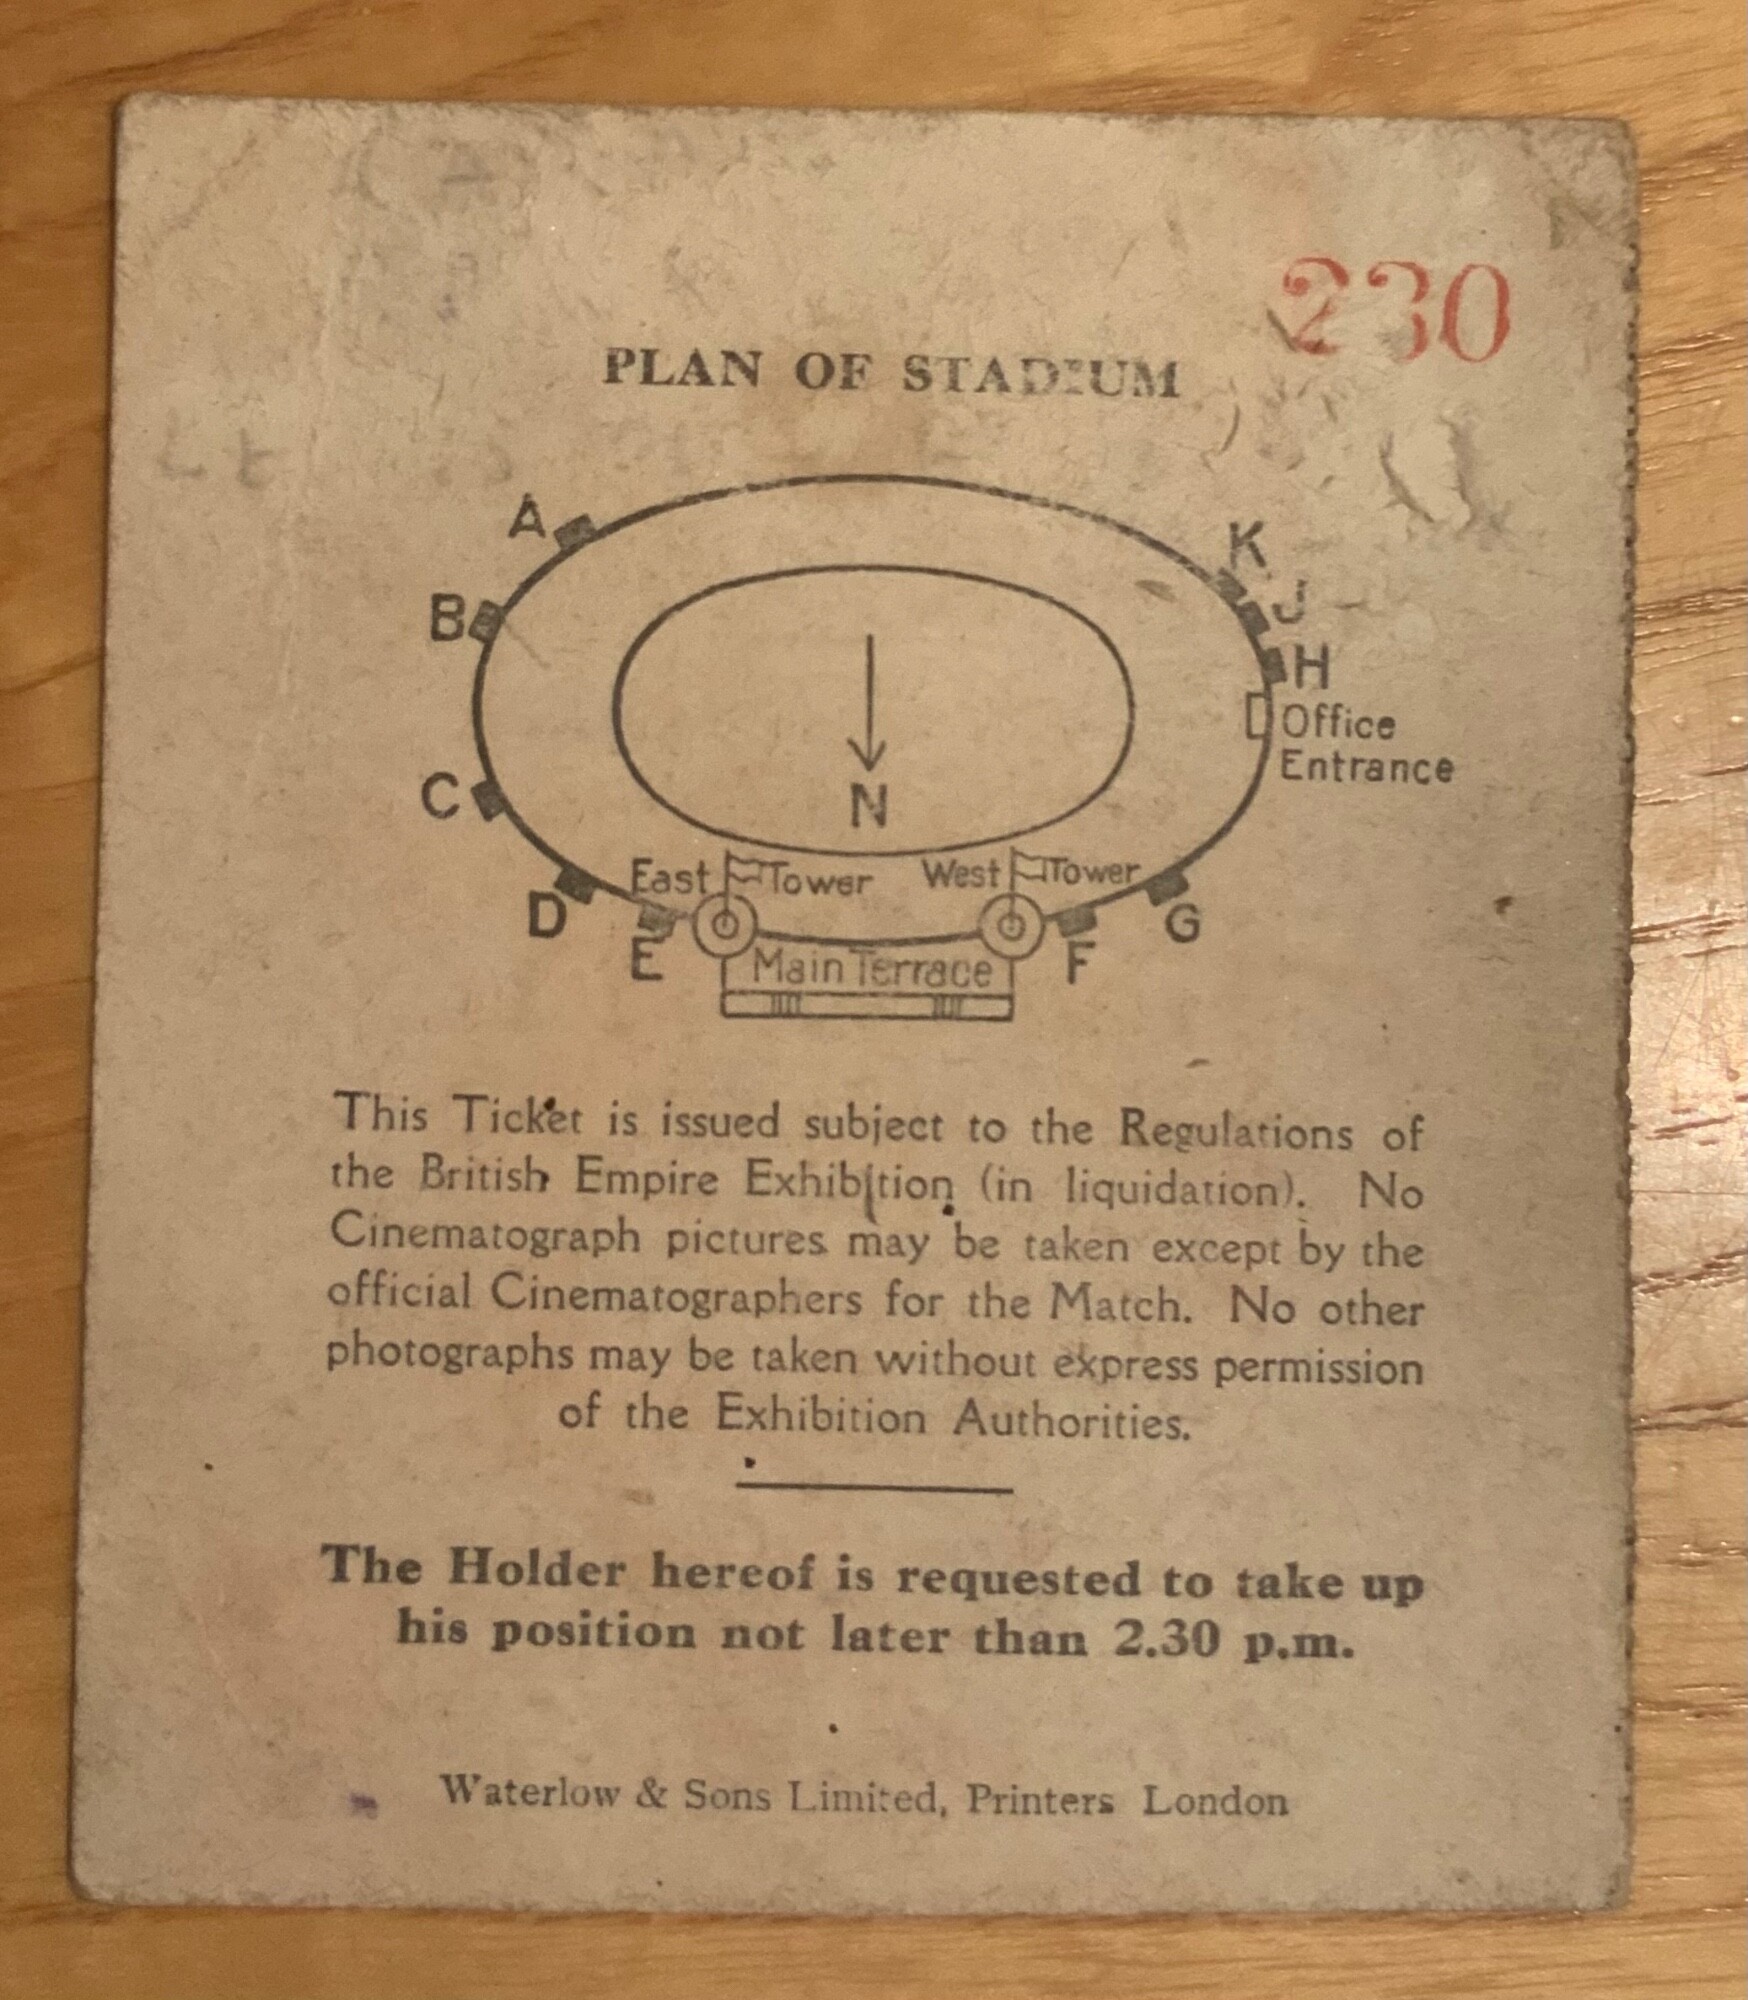 230
PLAN OF STADIUM
A
K
B
J
H
Office
Entrance
N
C
East Tower West Tower
D
G
E
Main Terrace
F
This Ticket is issued subject to the Regulations of
the British Empire Exhibition (in liquidation). No
Cinematograph pictures may be taken except by the
official Cinematographers for the Match. No other
photographs may be taken without express permission
of the Exhibition Authorities.
The Holder hereof is requested to take up
his position not later than 2.30 p.m.
Waterlow & Sons Limited, Printers London